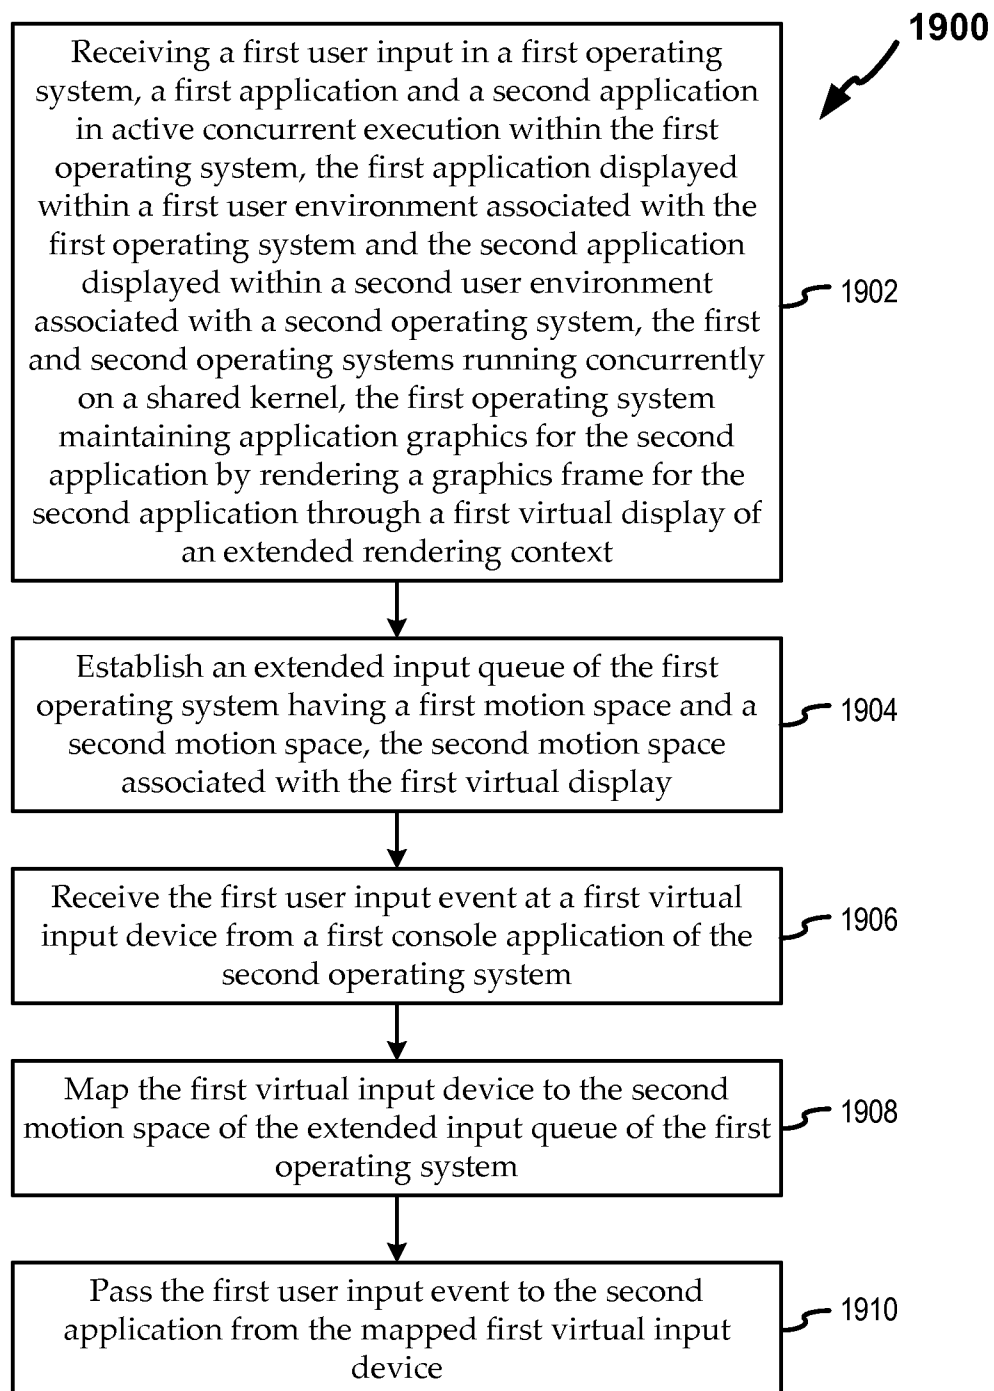 1900
Receiving a first user input in a first operating
system, a first application and a second application
in active concurrent execution within the first
operating system, the first application displayed
within a first user environment associated with the
first operating system and the second application
displayed within a second user environment
associated with a second operating system, the first
and second operating systems running concurrently
on a shared kernel, the first operating system
maintaining application graphics for the second
application by rendering a graphics frame for the
second application through a first virtual display of
an extended rendering context
1902
Establish an extended input queue of the first
operating system having a first motion space and a
second motion space, the second motion space
associated with the first virtual display
1904
Receive the first user input event at a first virtual
input device from a first console application of the
second operating system
1906
Map the first virtual input device to the second
motion space of the extended input queue of the first
operating system
1908
Pass the first user input event to the second
application from the mapped first virtual input
device
1910